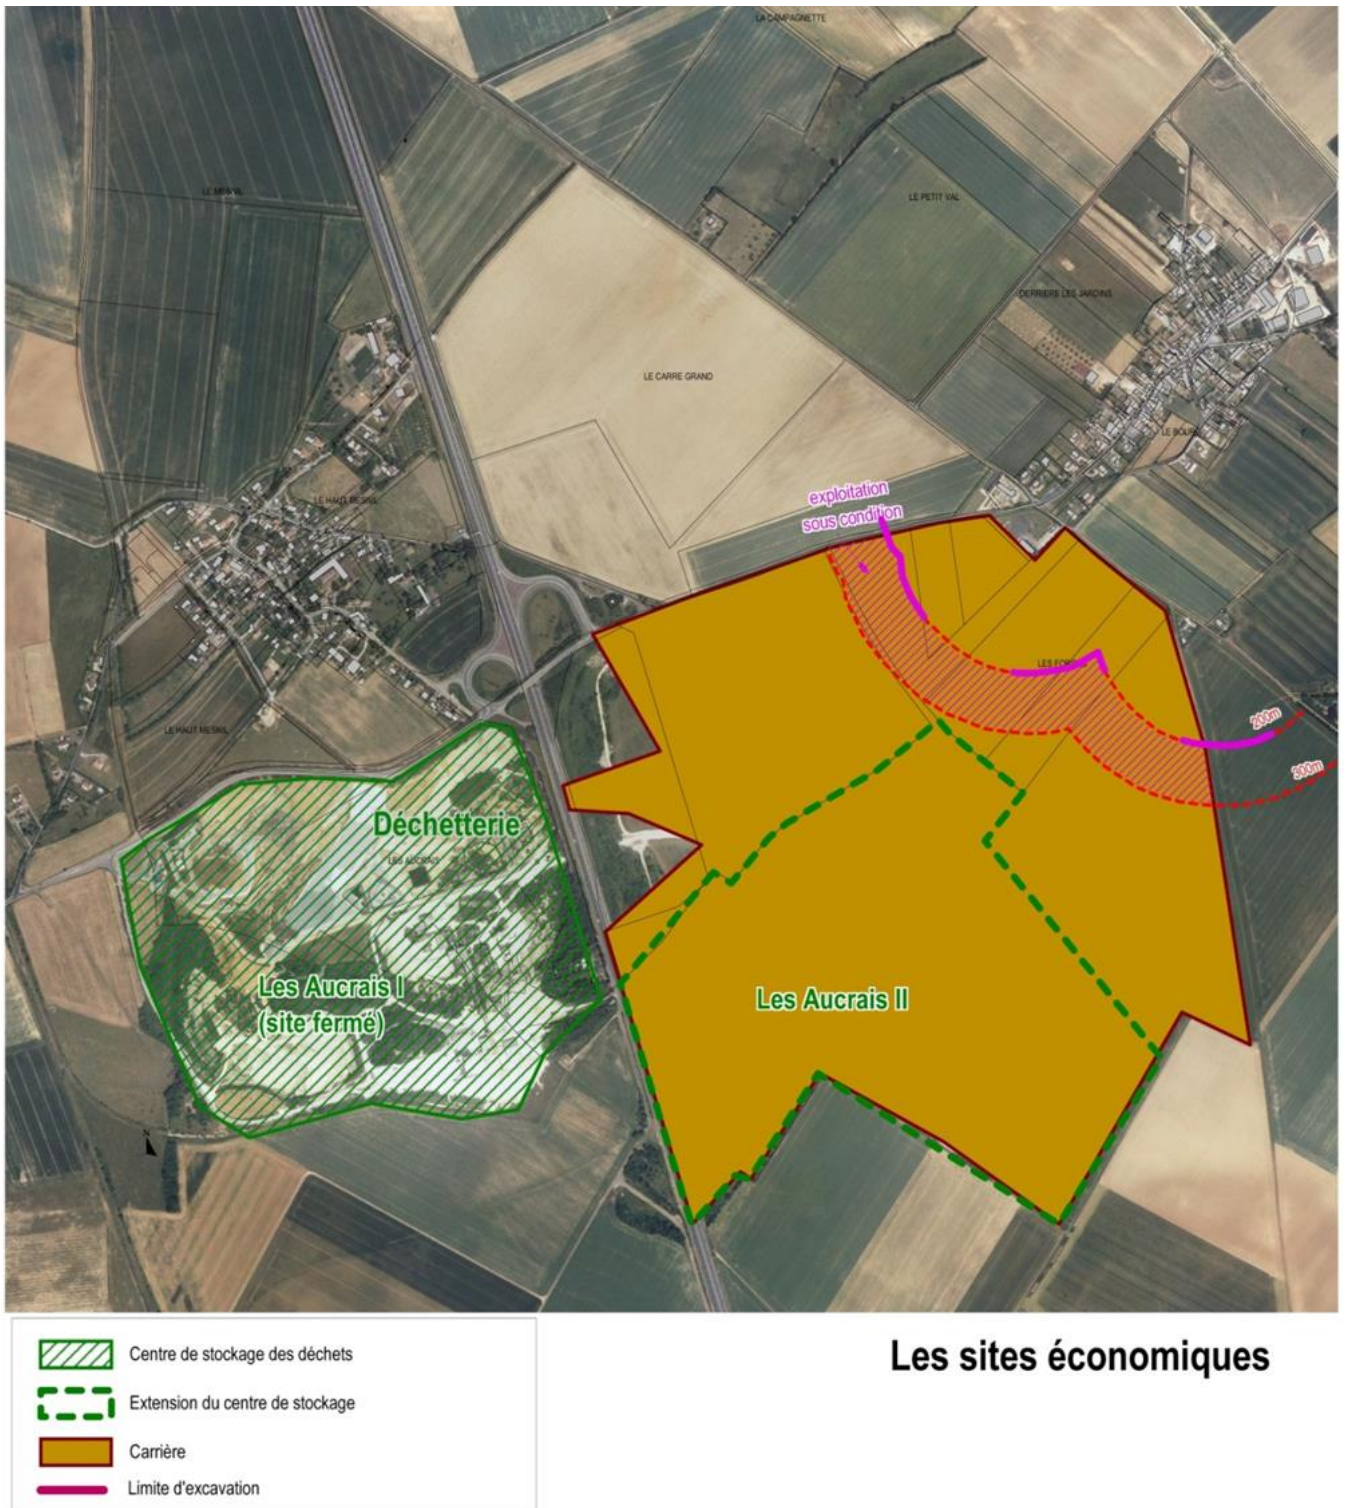 LA CAMPAGNETTE
LE MESNIL
LE PETIT VAL
DERRIERE LES JARDINS
LE CARRE GRAND
LE BOURG
LE HAUT MESNIL
exploitation
sous condition
LES
200m
LE HAUT MESNIL
300m
Déchetterie
LES AUCRAIS
Les Aucrais I
(site fermé)
Les Aucrais II
N
Les sites économiques
Centre de stockage des déchets
Extension du centre de stockage
Carrière
Limite d'excavation